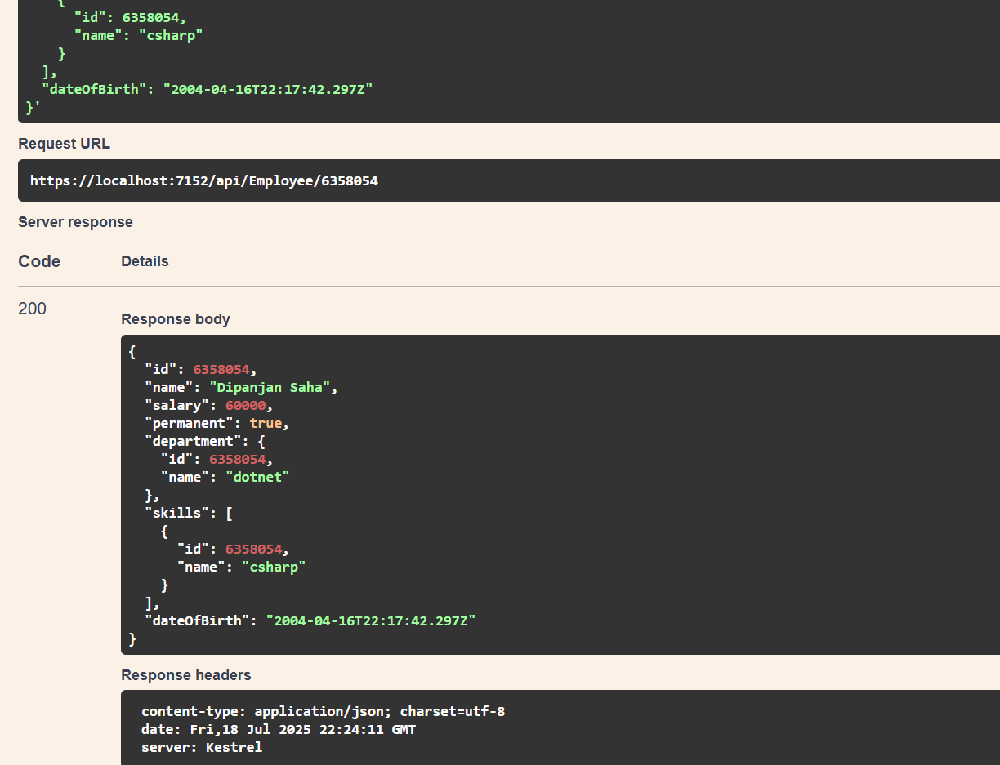 {
"id": 6358054,
"name": "csharp"
}
],
"dateOfBirth": "2004-04-16T22:17:42.297Z"
}'
Request URL
https://localhost:7152/api/Employee/6358054
Server response
Code Details
200
Response body
{
"id": 6358054,
"name": "Dipanjan Saha",
"salary": 60000,
"permanent": true,
"department": {
"id": 6358054,
"name": "dotnet"
},
"skills": [
{
"id": 6358054,
"name": "csharp"
}
],
"dateOfBirth": "2004-04-16T22:17:42.297Z"
}
Response headers
content-type: application/json; charset=utf-8
date: Fri,18 Jul 2025 22:24:11 GMT
server: Kestrel